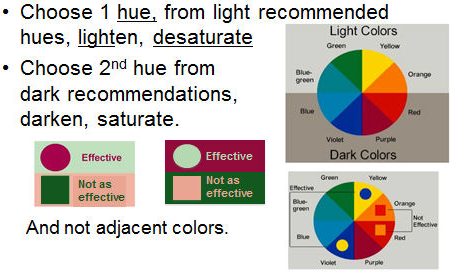 • Choose 1 hue, from light recommended
hues, lighten, desaturate
• Choose 2nd hue from
dark recommendations,
darken, saturate.
Effective
Not as
effective
Effective
Not as
effective
And not adjacent colors.
Light Colors
Green
Yellow
Blue-
green
Orange
Blue
Red
Violet
Purple
Dark Colors
Green
Yellow
Effective
Blue-
green
Orange
Not
Effective
Blue
Red
Violet
Purple